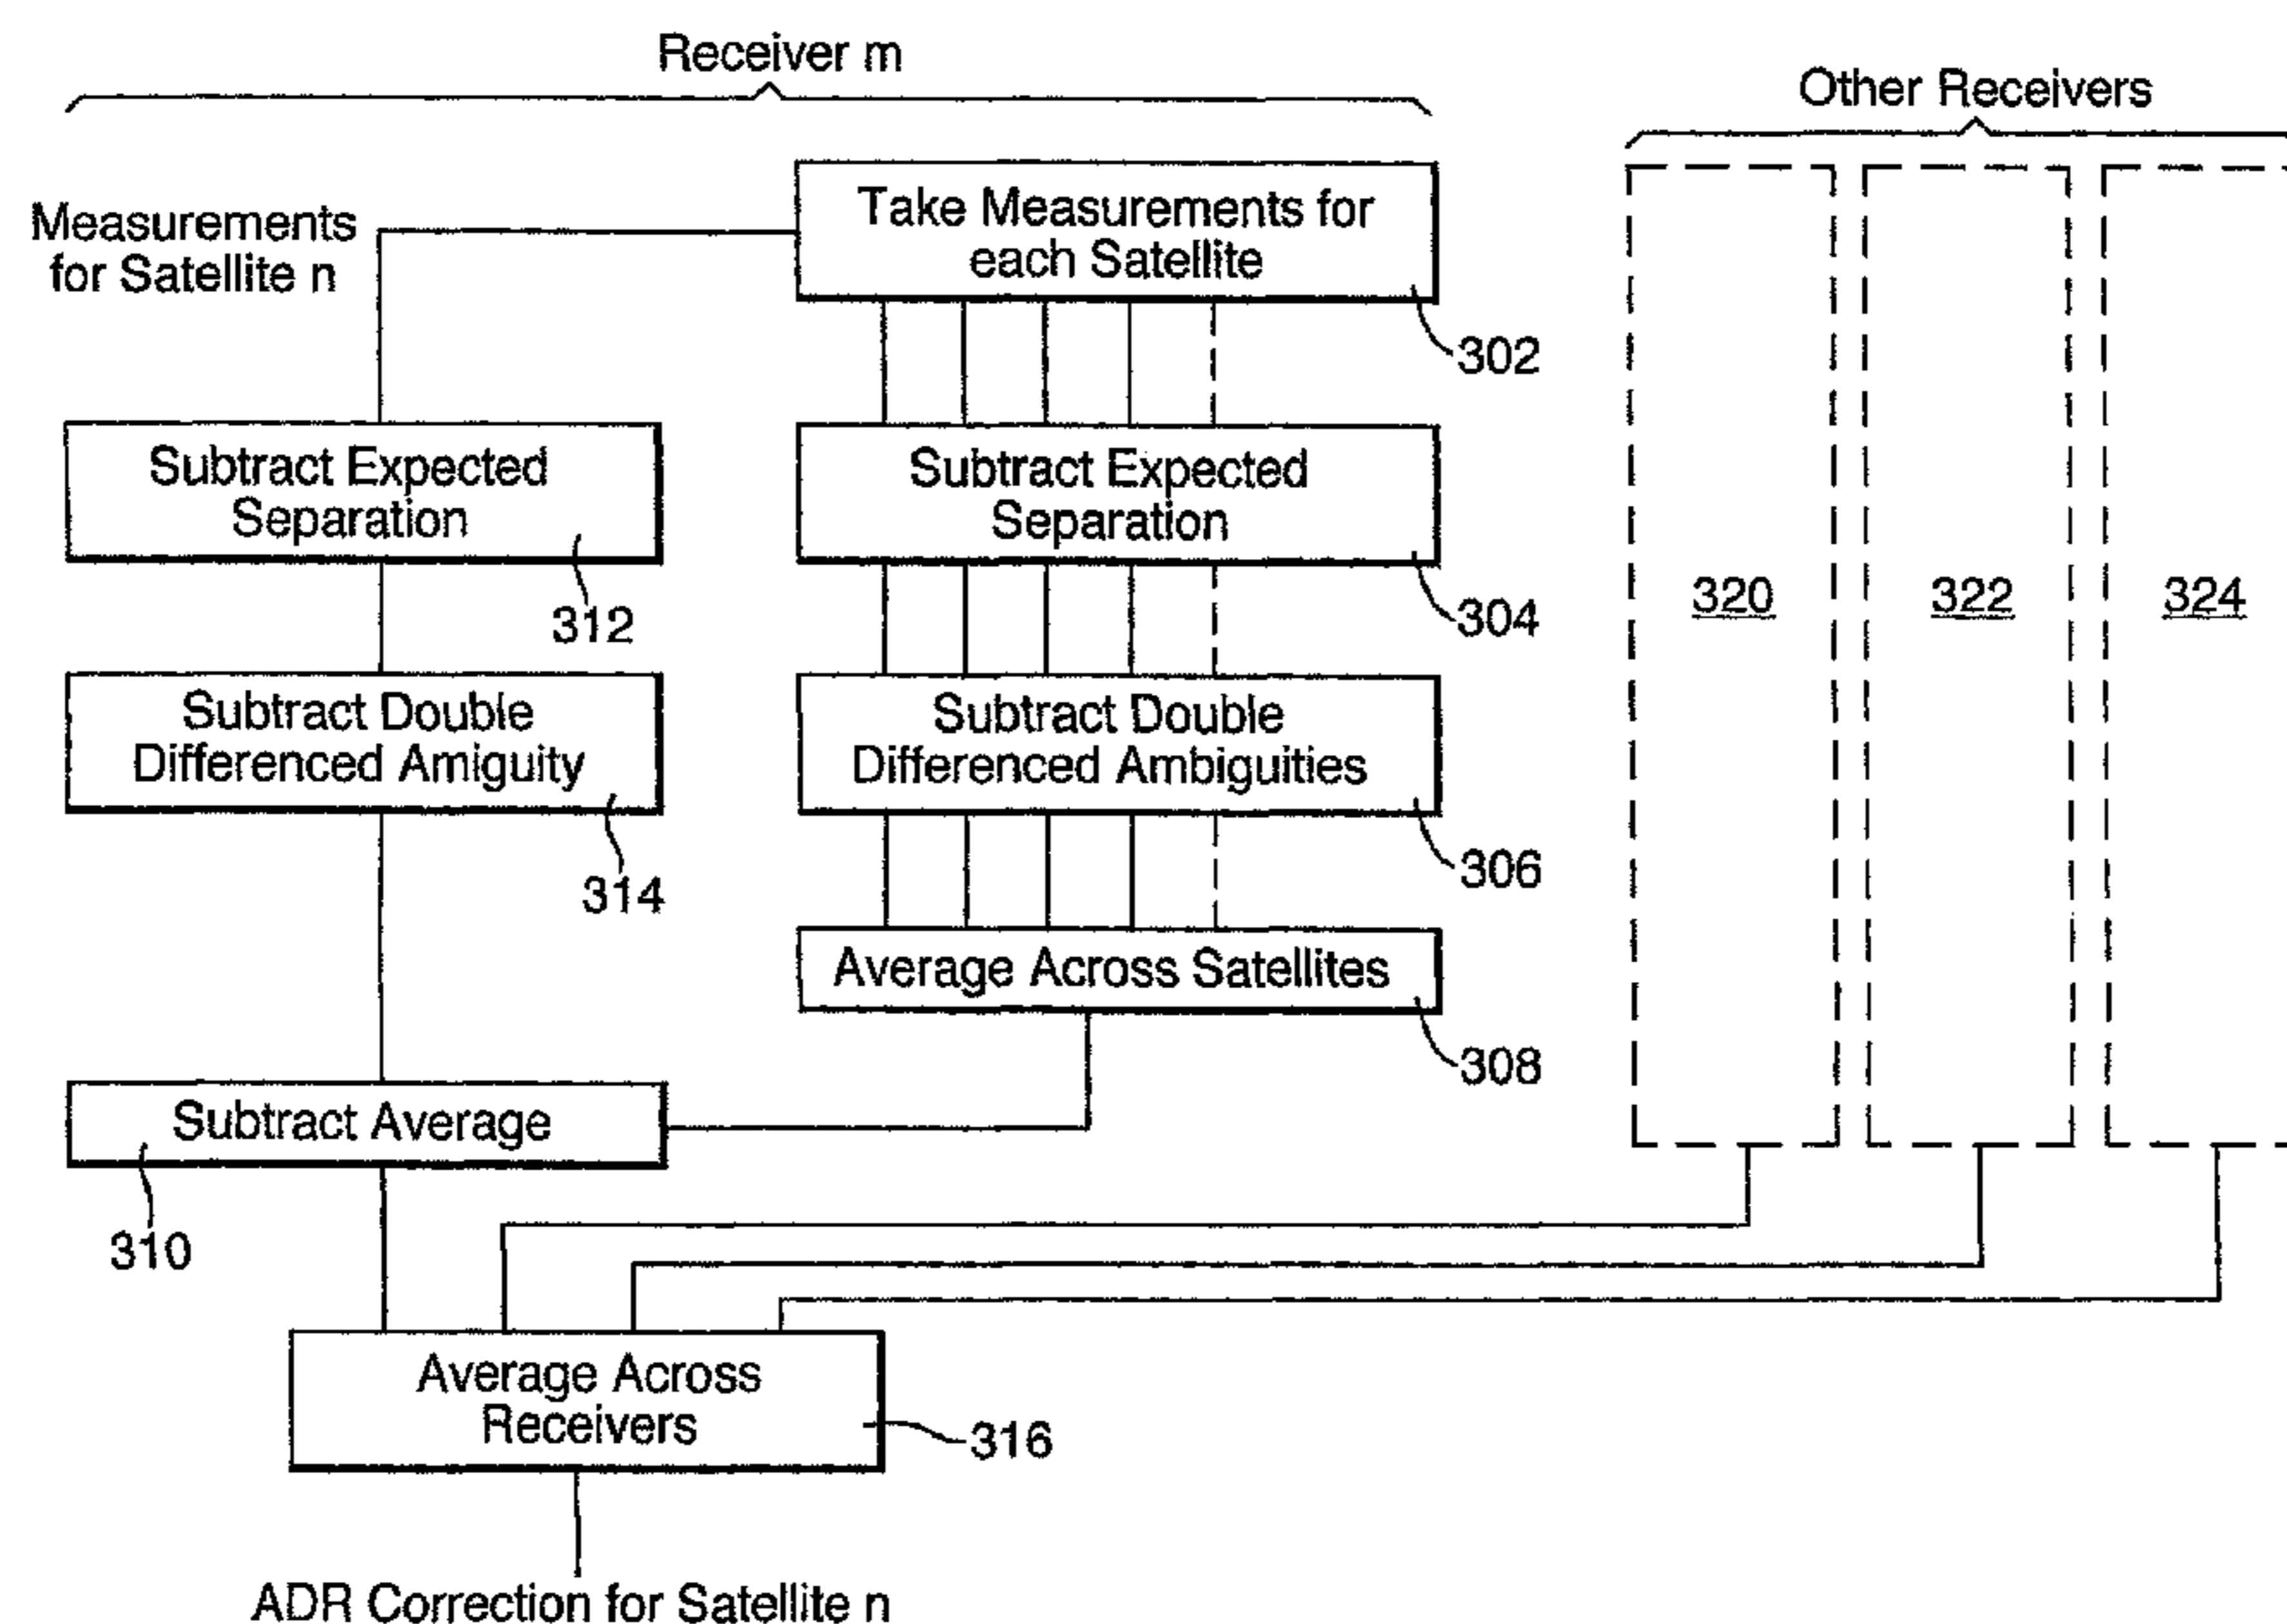 Receiver m
Other Receivers
Measurements
for Satellite n
Take Measurements for
each Satellite
302
Subtract Expected
Separation
312
Subtract Expected
Separation
304
320
322
324
Subtract Double
Differenced Amiguity
314
Subtract Double
Differenced Ambiguities
306
Average Across Satellites
308
Subtract Average
310
Average Across
Receivers
316
ADR Correction for Satellite n